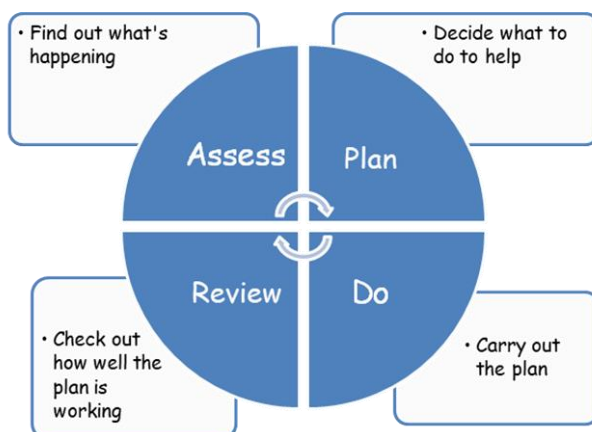 • Find out what's
happening
• Decide what to
do to help
Assess
Plan
Review
Do
• Check out
how well the
plan is
working
• Carry out
the plan